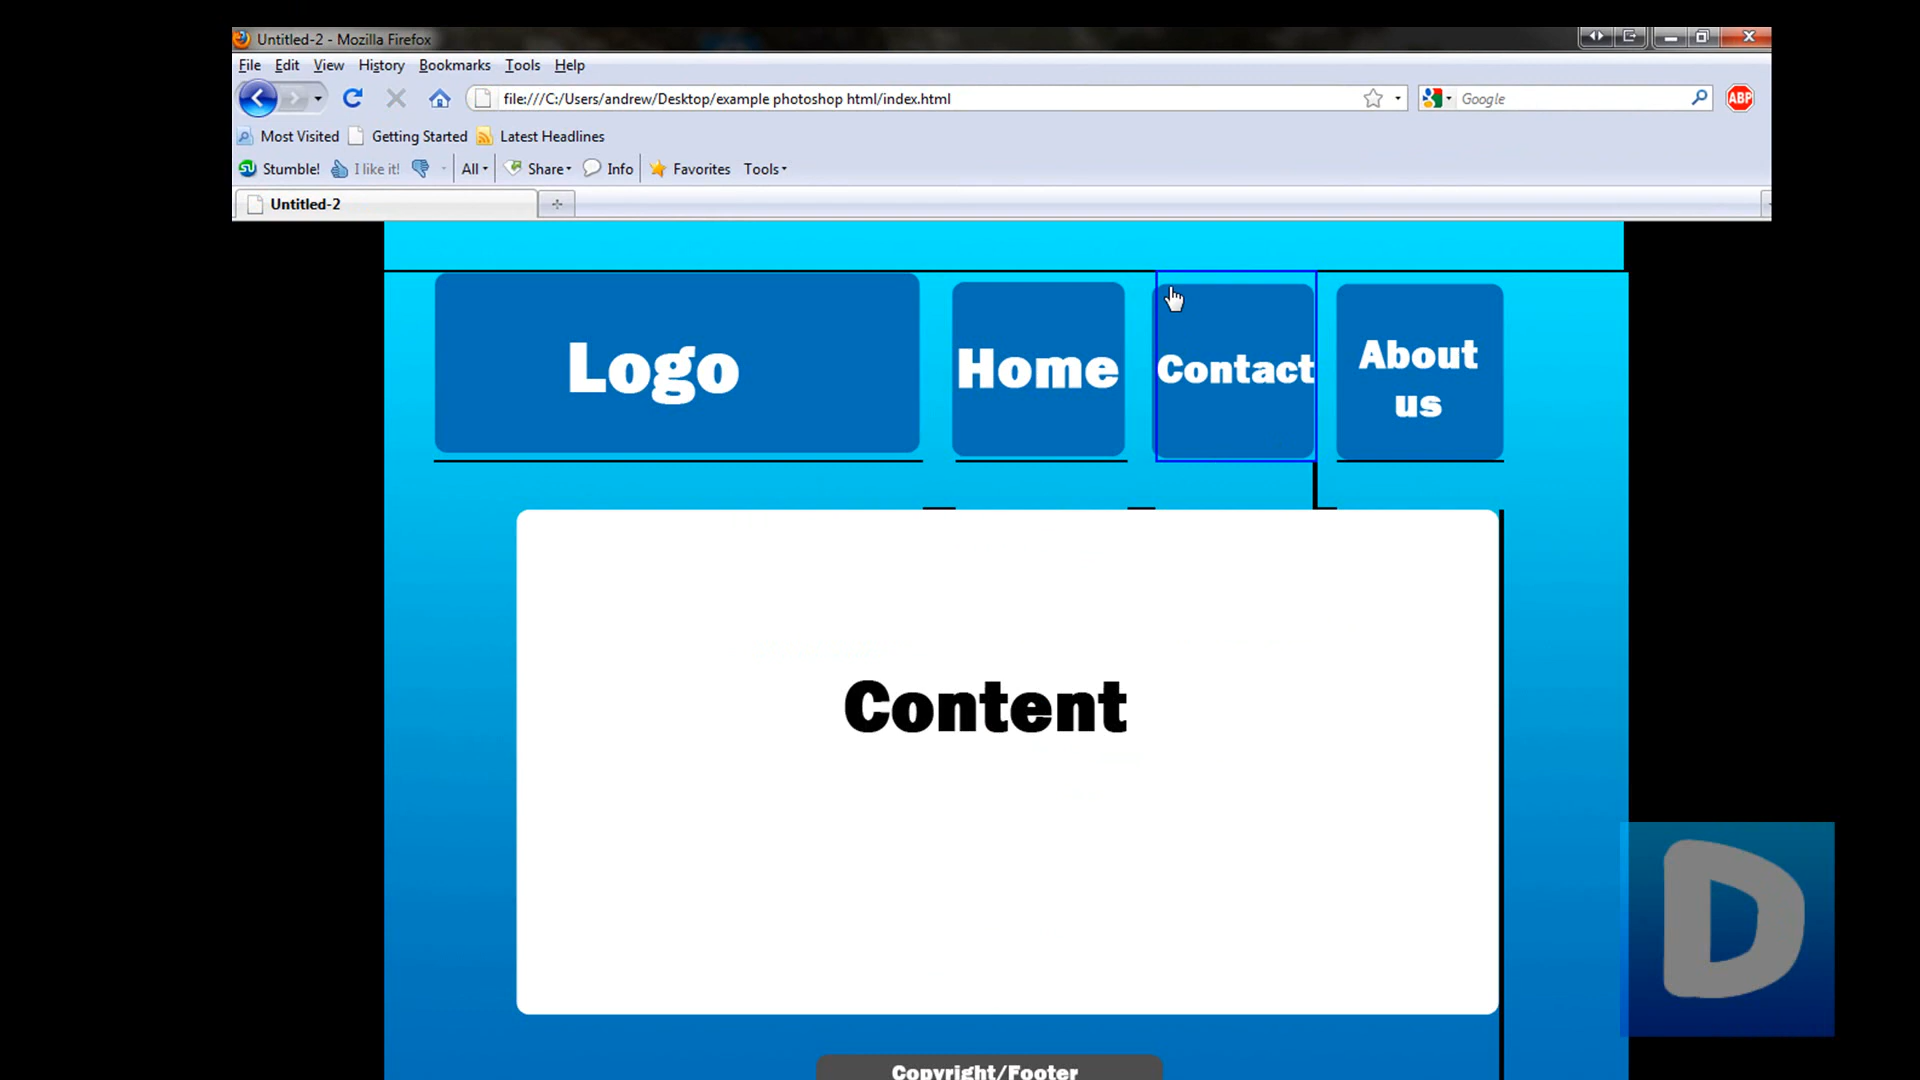 Untitled-2 - Mozilla Firefox
File Edit View History Bookmarks Tools Help
file:///C:/Users/andrew/Desktop/example photoshop html/index.html
Google
ABP
Most Visited Getting Started Latest Headlines
Stumble! I like it! All Share Info Favorites Tools
Untitled-2
Logo
Home
Contact
About
us
Content
Copyright/Footer
D